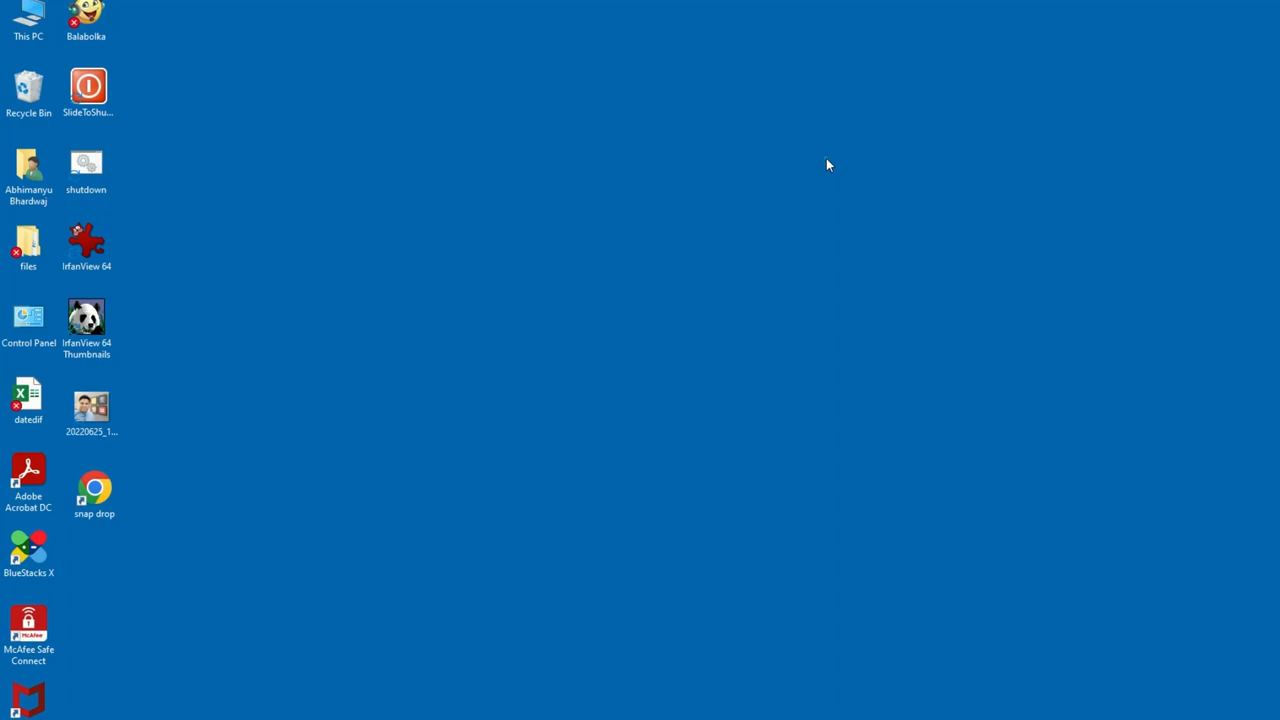 This PC
Balabolka
Recycle Bin
SlideToShu...
Abhimanyu
Bhardwaj
shutdown
files
IrfanView 64
Control Panel
IrfanView 64
Thumbnails
datedif
20220625_1...
Adobe
Acrobat DC
snap drop
BlueStacks X
McAfee
McAfee Safe
Connect